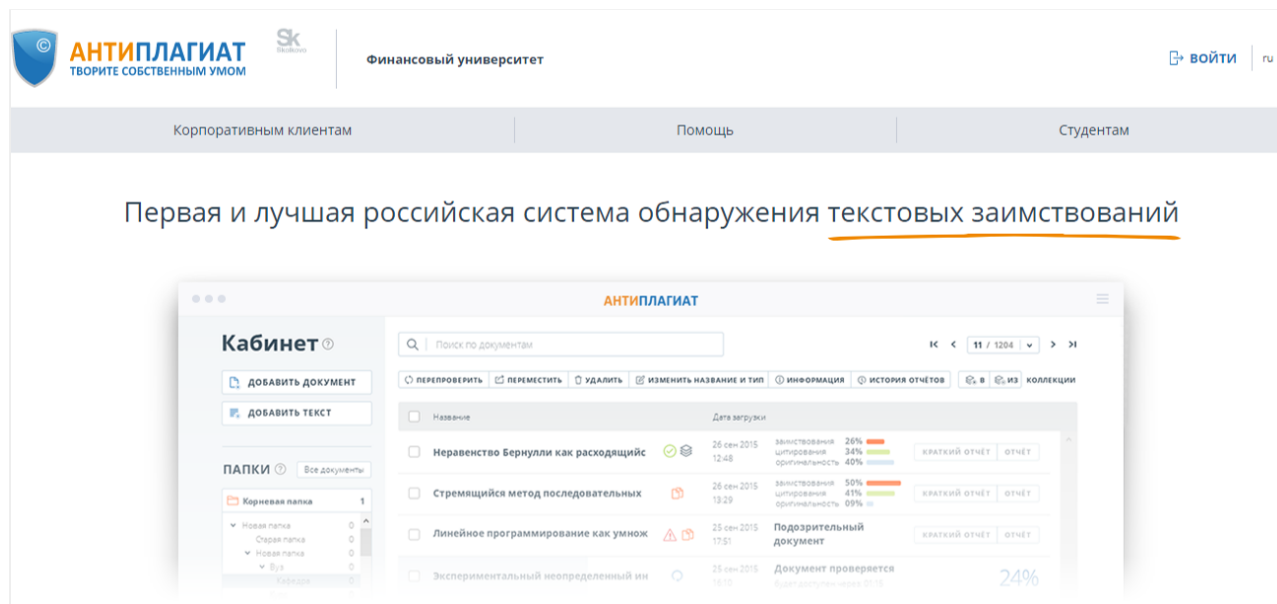 ©
АНТИПЛАГИАТ
ТВОРИТЕ СОБСТВЕННЫМ УМОМ
Sk
Skolkovo
Финансовый университет
ВОЙТИ
ru
Корпоративным клиентам
Помощь
Студентам
Первая и лучшая российская система обнаружения текстовых заимствований
АНТИПЛАГИАТ
Кабинет
Поиск по документам
11 / 1204
ДОБАВИТЬ ДОКУМЕНТ
ДОБАВИТЬ ТЕКСТ
ПЕРЕПРОВЕРИТЬ
ПЕРЕМЕСТИТЬ
УДАЛИТЬ
ИЗМЕНИТЬ НАЗВАНИЕ И ТИП
ИНФОРМАЦИЯ
ИСТОРИЯ ОТЧЁТОВ
В
ИЗ
КОЛЛЕКЦИИ
Название
Дата загрузки
ПАПКИ
Все документы
Корневая папка 1
Новая папка 0
Старая папка 0
Новая папка 0
Вуз 0
Кафедра 0
Неравенство Бернулли как расходящийс
26 сен 2015
12:48
заимствования 26%
цитирования 34%
оригинальность 40%
КРАТКИЙ ОТЧЁТ
ОТЧЁТ
Стремящийся метод последовательных
26 сен 2015
13:29
заимствования 50%
цитирования 41%
оригинальность 09%
КРАТКИЙ ОТЧЁТ
ОТЧЁТ
Линейное программирование как умнож
25 сен 2015
17:51
Подозрительный
документ
КРАТКИЙ ОТЧЁТ
ОТЧЁТ
Экспериментальный неопределенный ин
25 сен 2015
16:10
Документ проверяется
24%